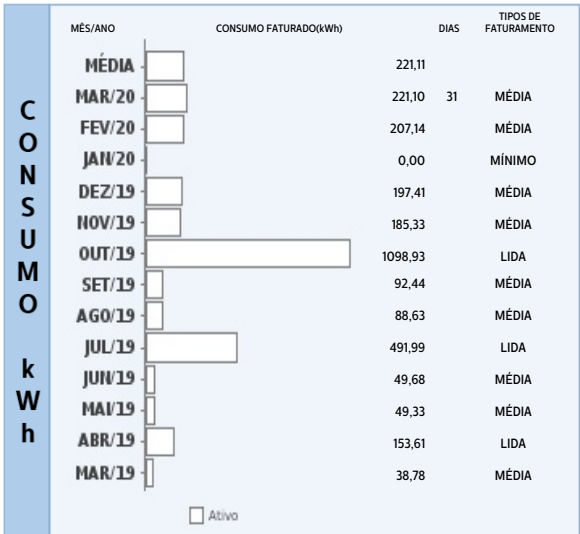 MÊS/ANO CONSUMO FATURADO(kWh) DIAS TIPOS DE FATURAMENTO
CONSUMO kWh
MÉDIA 221,11
MAR/20 221,10 31 MÉDIA
FEV/20 207,14 MÉDIA
JAN/20 0,00 MÍNIMO
DEZ/19 197,41 MÉDIA
NOV/19 185,33 MÉDIA
OUT/19 1098,93 LIDA
SET/19 92,44 MÉDIA
AGO/19 88,63 MÉDIA
JUL/19 491,99 LIDA
JUN/19 49,68 MÉDIA
MAI/19 49,33 MÉDIA
ABR/19 153,61 LIDA
MAR/19 38,78 MÉDIA
Ativo